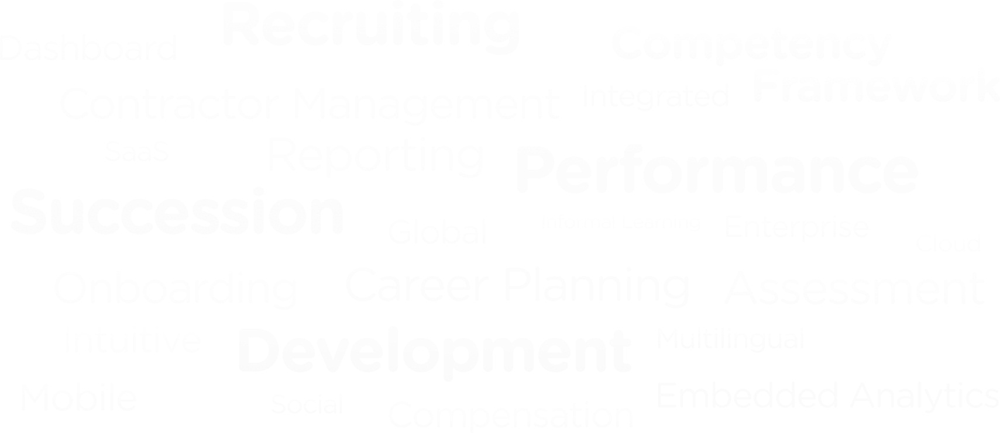 Recruiting
Dashboard
Competency
Framework
Contractor Management
Integrated
SaaS
Reporting
Performance
Succession
Global
Informal Learning
Enterprise
Cloud
Onboarding
Career Planning
Assessment
Intuitive
Development
Multilingual
Mobile
Social
Compensation
Embedded Analytics